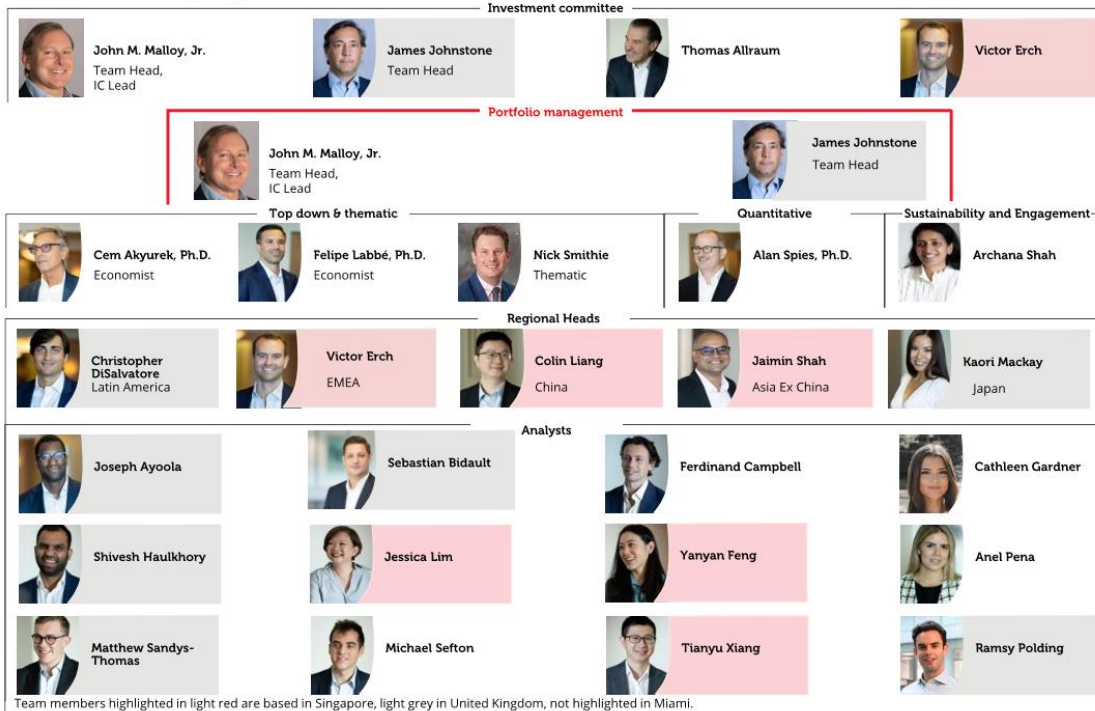 Investment committee
John M. Malloy, Jr.
Team Head,
IC Lead
James Johnstone
Team Head
Thomas Allraum
Victor Erch
Portfolio management
John M. Malloy, Jr.
Team Head,
IC Lead
James Johnstone
Team Head
Top down & thematic
Quantitative
Sustainability and Engagement
Cem Akyurek, Ph.D.
Economist
Felipe Labbé, Ph.D.
Economist
Nick Smithie
Thematic
Alan Spies, Ph.D.
Archana Shah
Regional Heads
Christopher
DiSalvatore
Latin America
Victor Erch
EMEA
Colin Liang
China
Jaimin Shah
Asia Ex China
Kaori Mackay
Japan
Analysts
Joseph Ayoola
Sebastian Bidault
Ferdinand Campbell
Cathleen Gardner
Shivesh Haulkhory
Jessica Lim
Yanyan Feng
Anel Pena
Matthew Sandys-
Thomas
Michael Sefton
Tianyu Xiang
Ramsy Polding
Team members highlighted in light red are based in Singapore, light grey in United Kingdom, not highlighted in Miami.